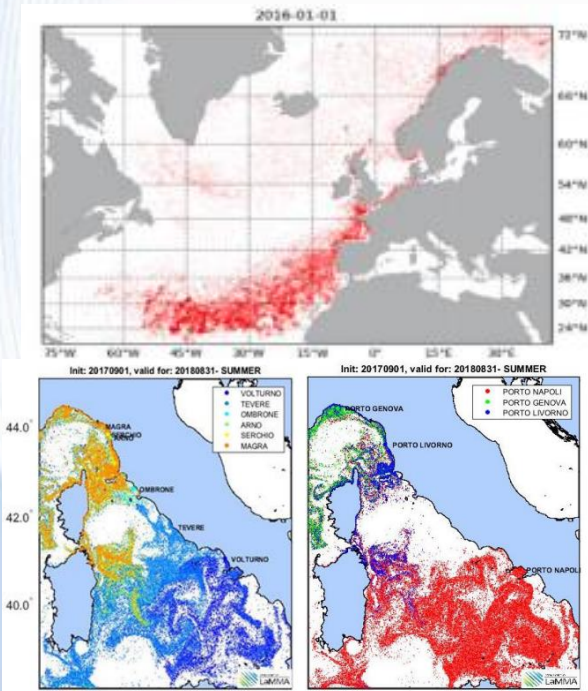 2016-01-01
72°N
66°N
60°N
54°N
48°N
42°N
36°N
30°N
24°N
75°W 60°W 45°W 30°W 15°W 0°E 15°E 30°E
Init: 20170901, valid for: 20180831- SUMMER
VOLTURNO
TEVERE
OMBRONE
ARNO
SERCHIO
MAGRA
44.0°
42.0°
40.0°
MAGRA
SERCHIO
ARNO
OMBRONE
TEVERE
VOLTURNO
LaMMA
Init: 20170901, valid for: 20180831- SUMMER
PORTO NAPOLI
PORTO GENOVA
PORTO LIVORNO
PORTO GENOVA
PORTO LIVORNO
PORTO NAPOLI
LaMMA